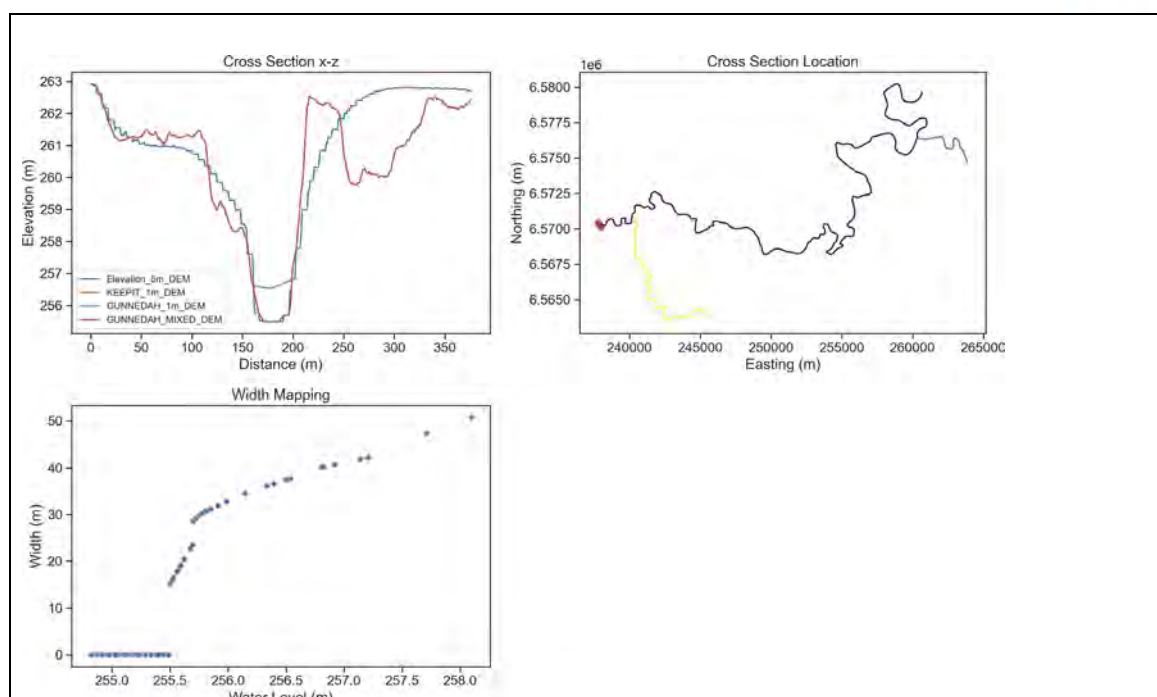 Cross Section x-z
263
262
261
260
259
258
257
256
Elevation (m)
Elevation_5m_DEM
KEEPIT_1m_DEM
GUNNEDAH_1m_DEM
GUNNEDAH_MIXED_DEM
0 50 100 150 200 250 300 350
Distance (m)
1e6
Cross Section Location
6.5800
6.5775
6.5750
6.5725
6.5700
6.5675
6.5650
Northing (m)
240000 245000 250000 255000 260000 265000
Easting (m)
Width Mapping
50
40
30
20
10
0
Width (m)
255.0 255.5 256.0 256.5 257.0 257.5 258.0
Water Level (m)